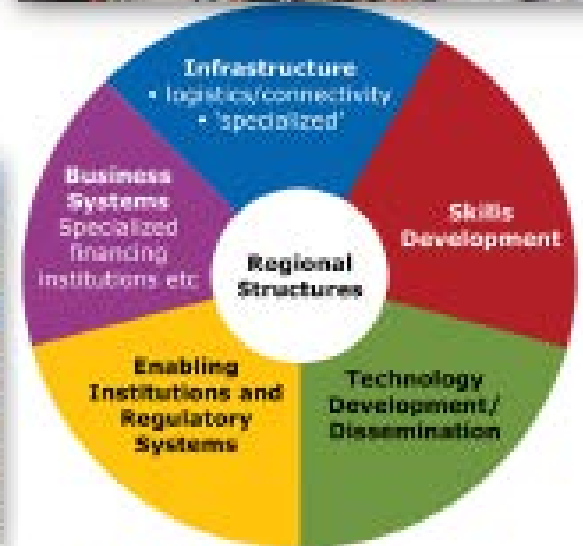 Infrastructure
• logistics/connectivity
• 'specialized'
Skills
Development
Technology
Development/
Dissemination
Enabling
Institutions and
Regulatory
Systems
Business
Systems
Specialized
financing
institutions etc
Regional
Structures